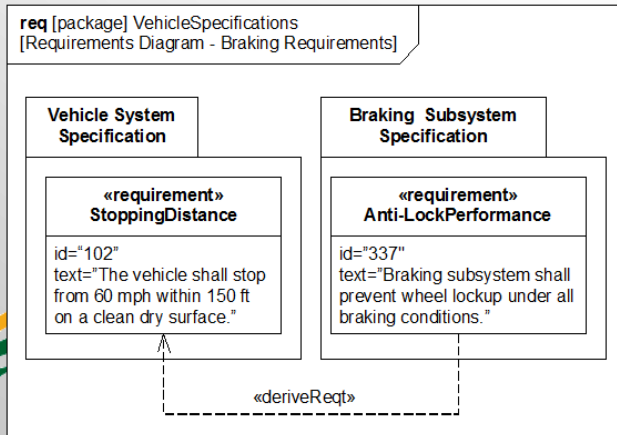 req [package] VehicleSpecifications
[Requirements Diagram - Braking Requirements]
Vehicle System
Specification
«requirement»
StoppingDistance
id=“102”
text=”The vehicle shall stop
from 60 mph within 150 ft
on a clean dry surface.”
Braking Subsystem
Specification
«requirement»
Anti-LockPerformance
id=”337"
text=”Braking subsystem shall
prevent wheel lockup under all
braking conditions.”
«deriveReqt»